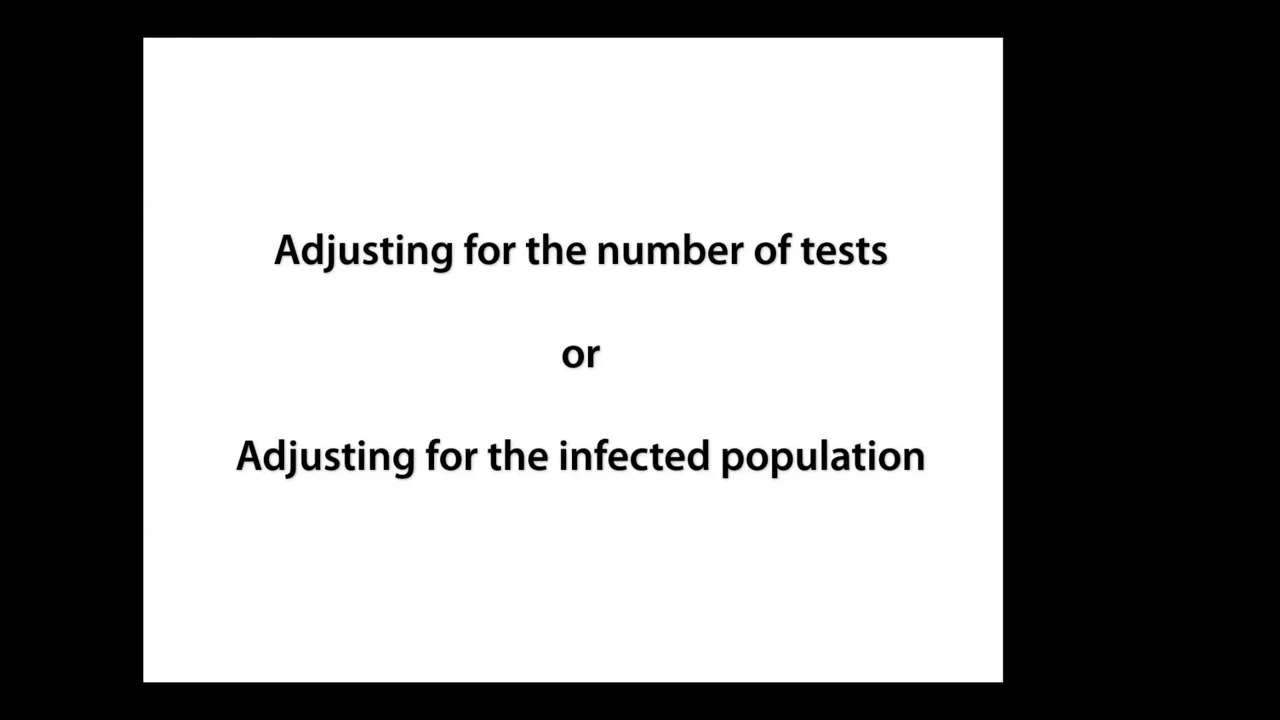 Adjusting for the number of tests
or
Adjusting for the infected population